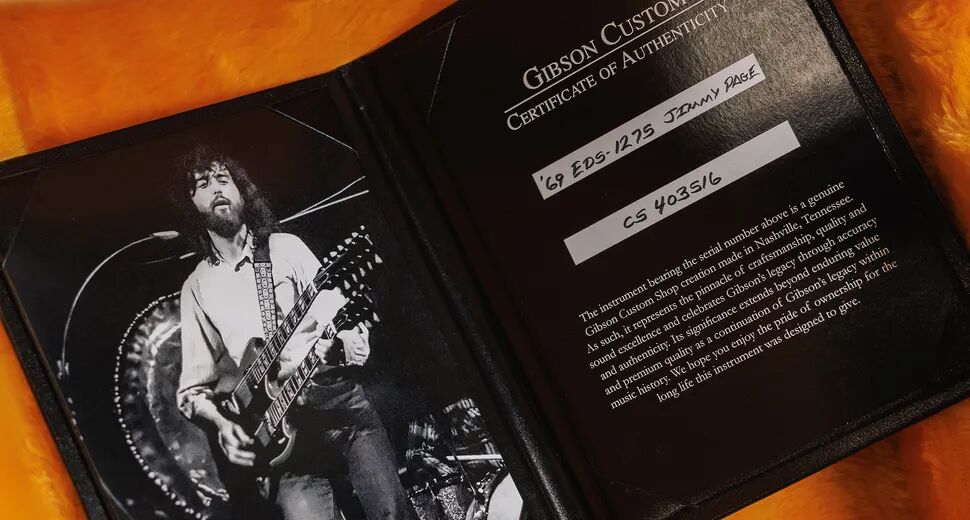 GIBSON CUSTOM
CERTIFICATE OF AUTHENTICITY
'69 EDS-1275 JIMMY PAGE
CS 403516
The instrument bearing the serial number above is a genuine
Gibson Custom Shop creation made in Nashville, Tennessee.
As such, it represents the pinnacle of craftsmanship, quality and
sound excellence and celebrates Gibson's legacy through accuracy
and authenticity. Its significance extends beyond enduring value
and premium quality as a continuation of Gibson's legacy within
music history. We hope you enjoy the pride of ownership for the
long life this instrument was designed to give.